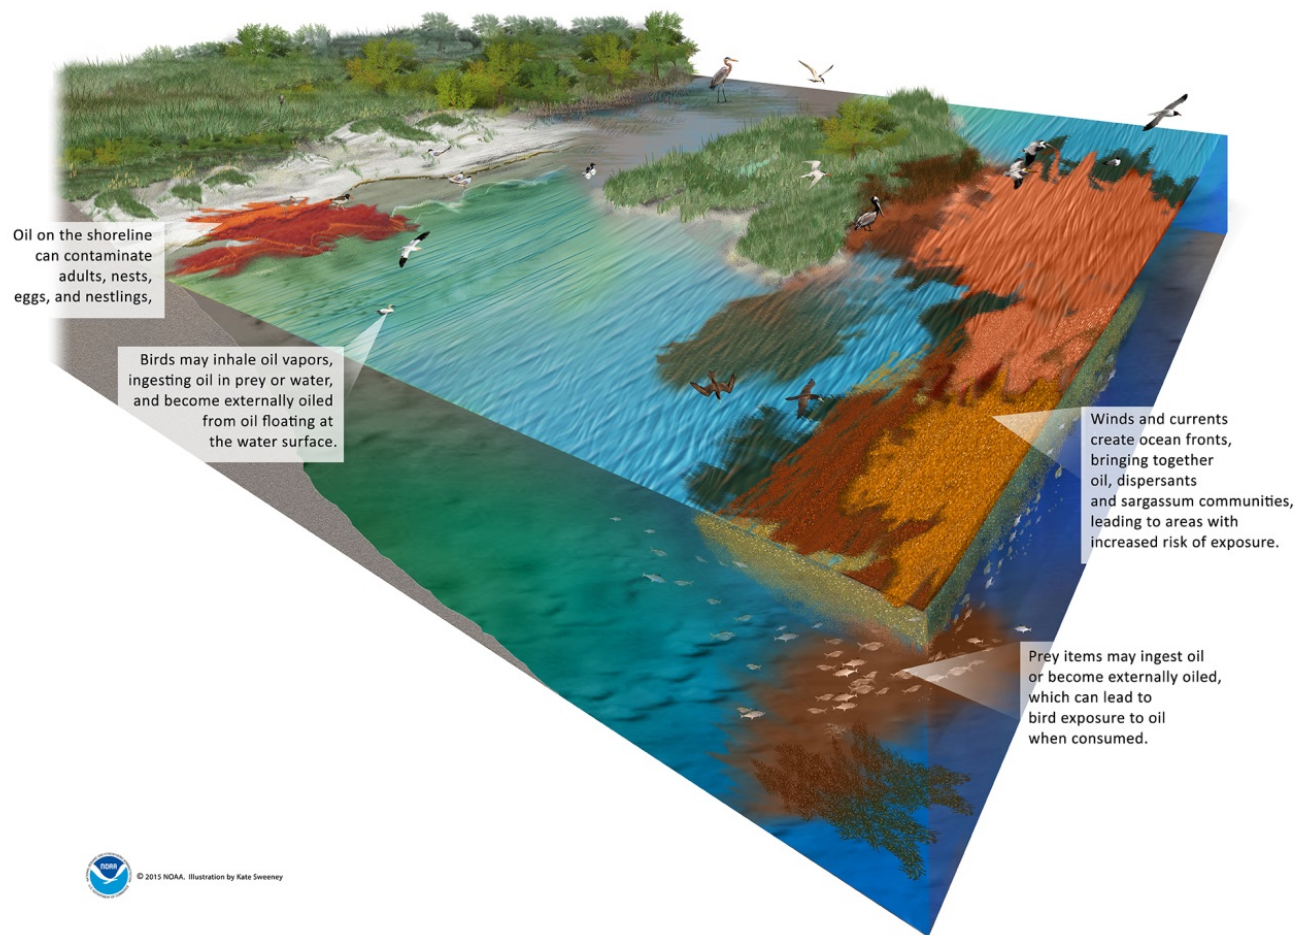 Oil on the shoreline
can contaminate
adults, nests,
eggs, and nestlings,
Birds may inhale oil vapors,
ingesting oil in prey or water,
and become externally oiled
from oil floating at
the water surface.
Winds and currents
create ocean fronts,
bringing together
oil, dispersants
and sargassum communities,
leading to areas with
increased risk of exposure.
Prey items may ingest oil
or become externally oiled,
which can lead to
bird exposure to oil
when consumed.
NOAA
© 2015 NOAA. Illustration by Kate Sweeney